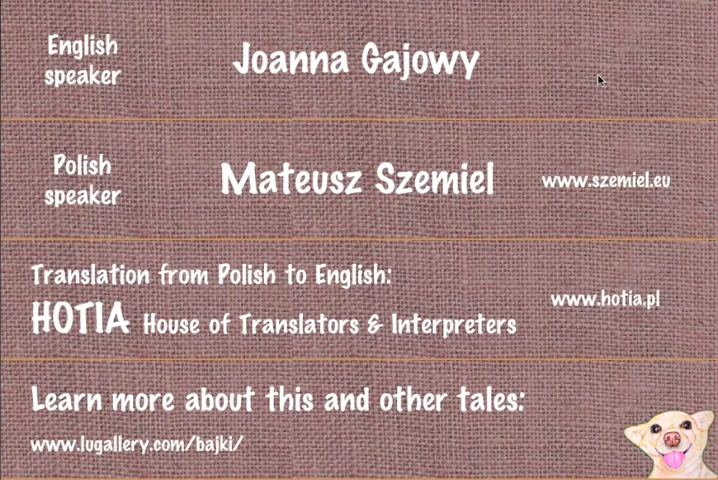 English
speaker
Joanna Gajowy
Polish
speaker
Mateusz Szemiel
www.szemiel.eu
Translation from Polish to English:
HOTIA House of Translators & Interpreters
www.hotia.pl
Learn more about this and other tales:
www.lugallery.com/bajki/